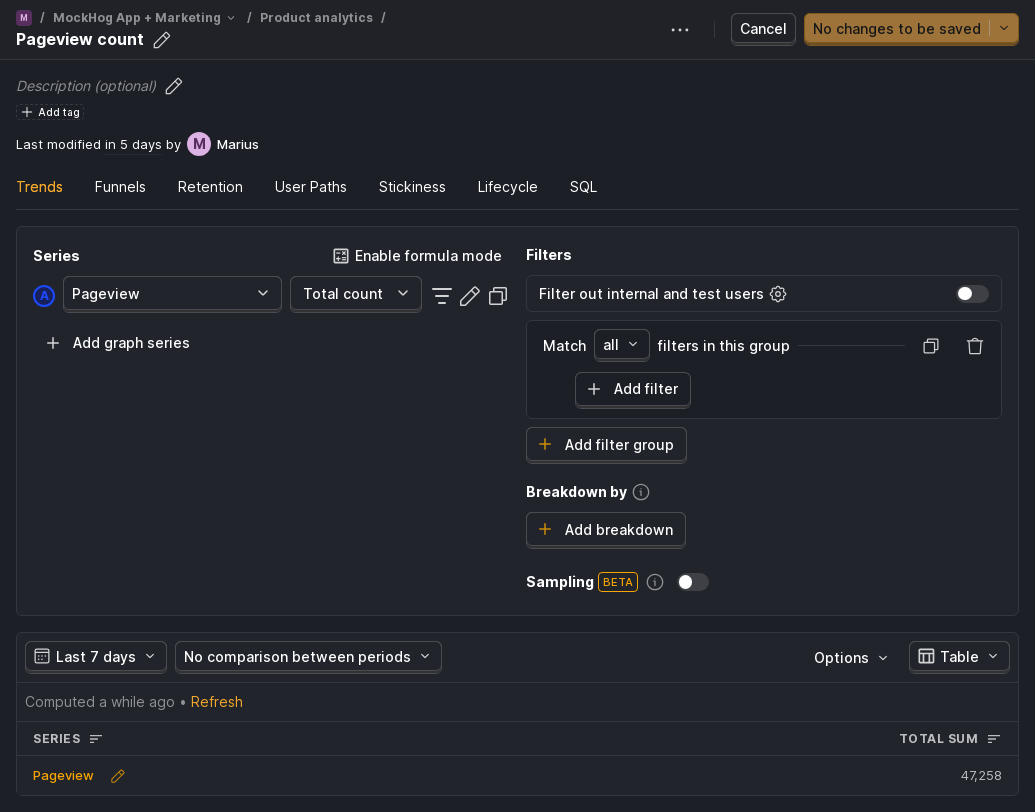 M / MockHog App + Marketing / Product analytics /
Pageview count
Cancel
No changes to be saved
Description (optional)
Add tag
Last modified in 5 days by M Marius
Trends Funnels Retention User Paths Stickiness Lifecycle SQL
Series
Enable formula mode
A Pageview Total count
Add graph series
Filters
Filter out internal and test users
Match all filters in this group
Add filter
Add filter group
Breakdown by
Add breakdown
Sampling BETA
Last 7 days No comparison between periods Options Table
Computed a while ago • Refresh
SERIES TOTAL SUM
Pageview 47,258